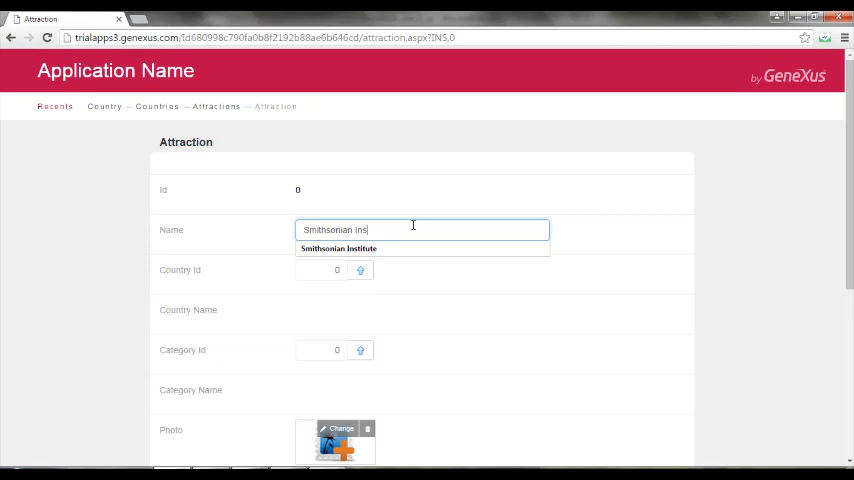 Attraction
trialapps3.genexus.com/Id680998c790fa0b8f2192b88ae6b646cd/attraction.aspx?INS,0
Application Name
by GeneXus
Recents Country — Countries — Attractions — Attraction
Attraction
Id 0
Name Smithsonian Ins
Smithsonian Institute
Country Id 0
Country Name
Category Id 0
Category Name
Photo Change